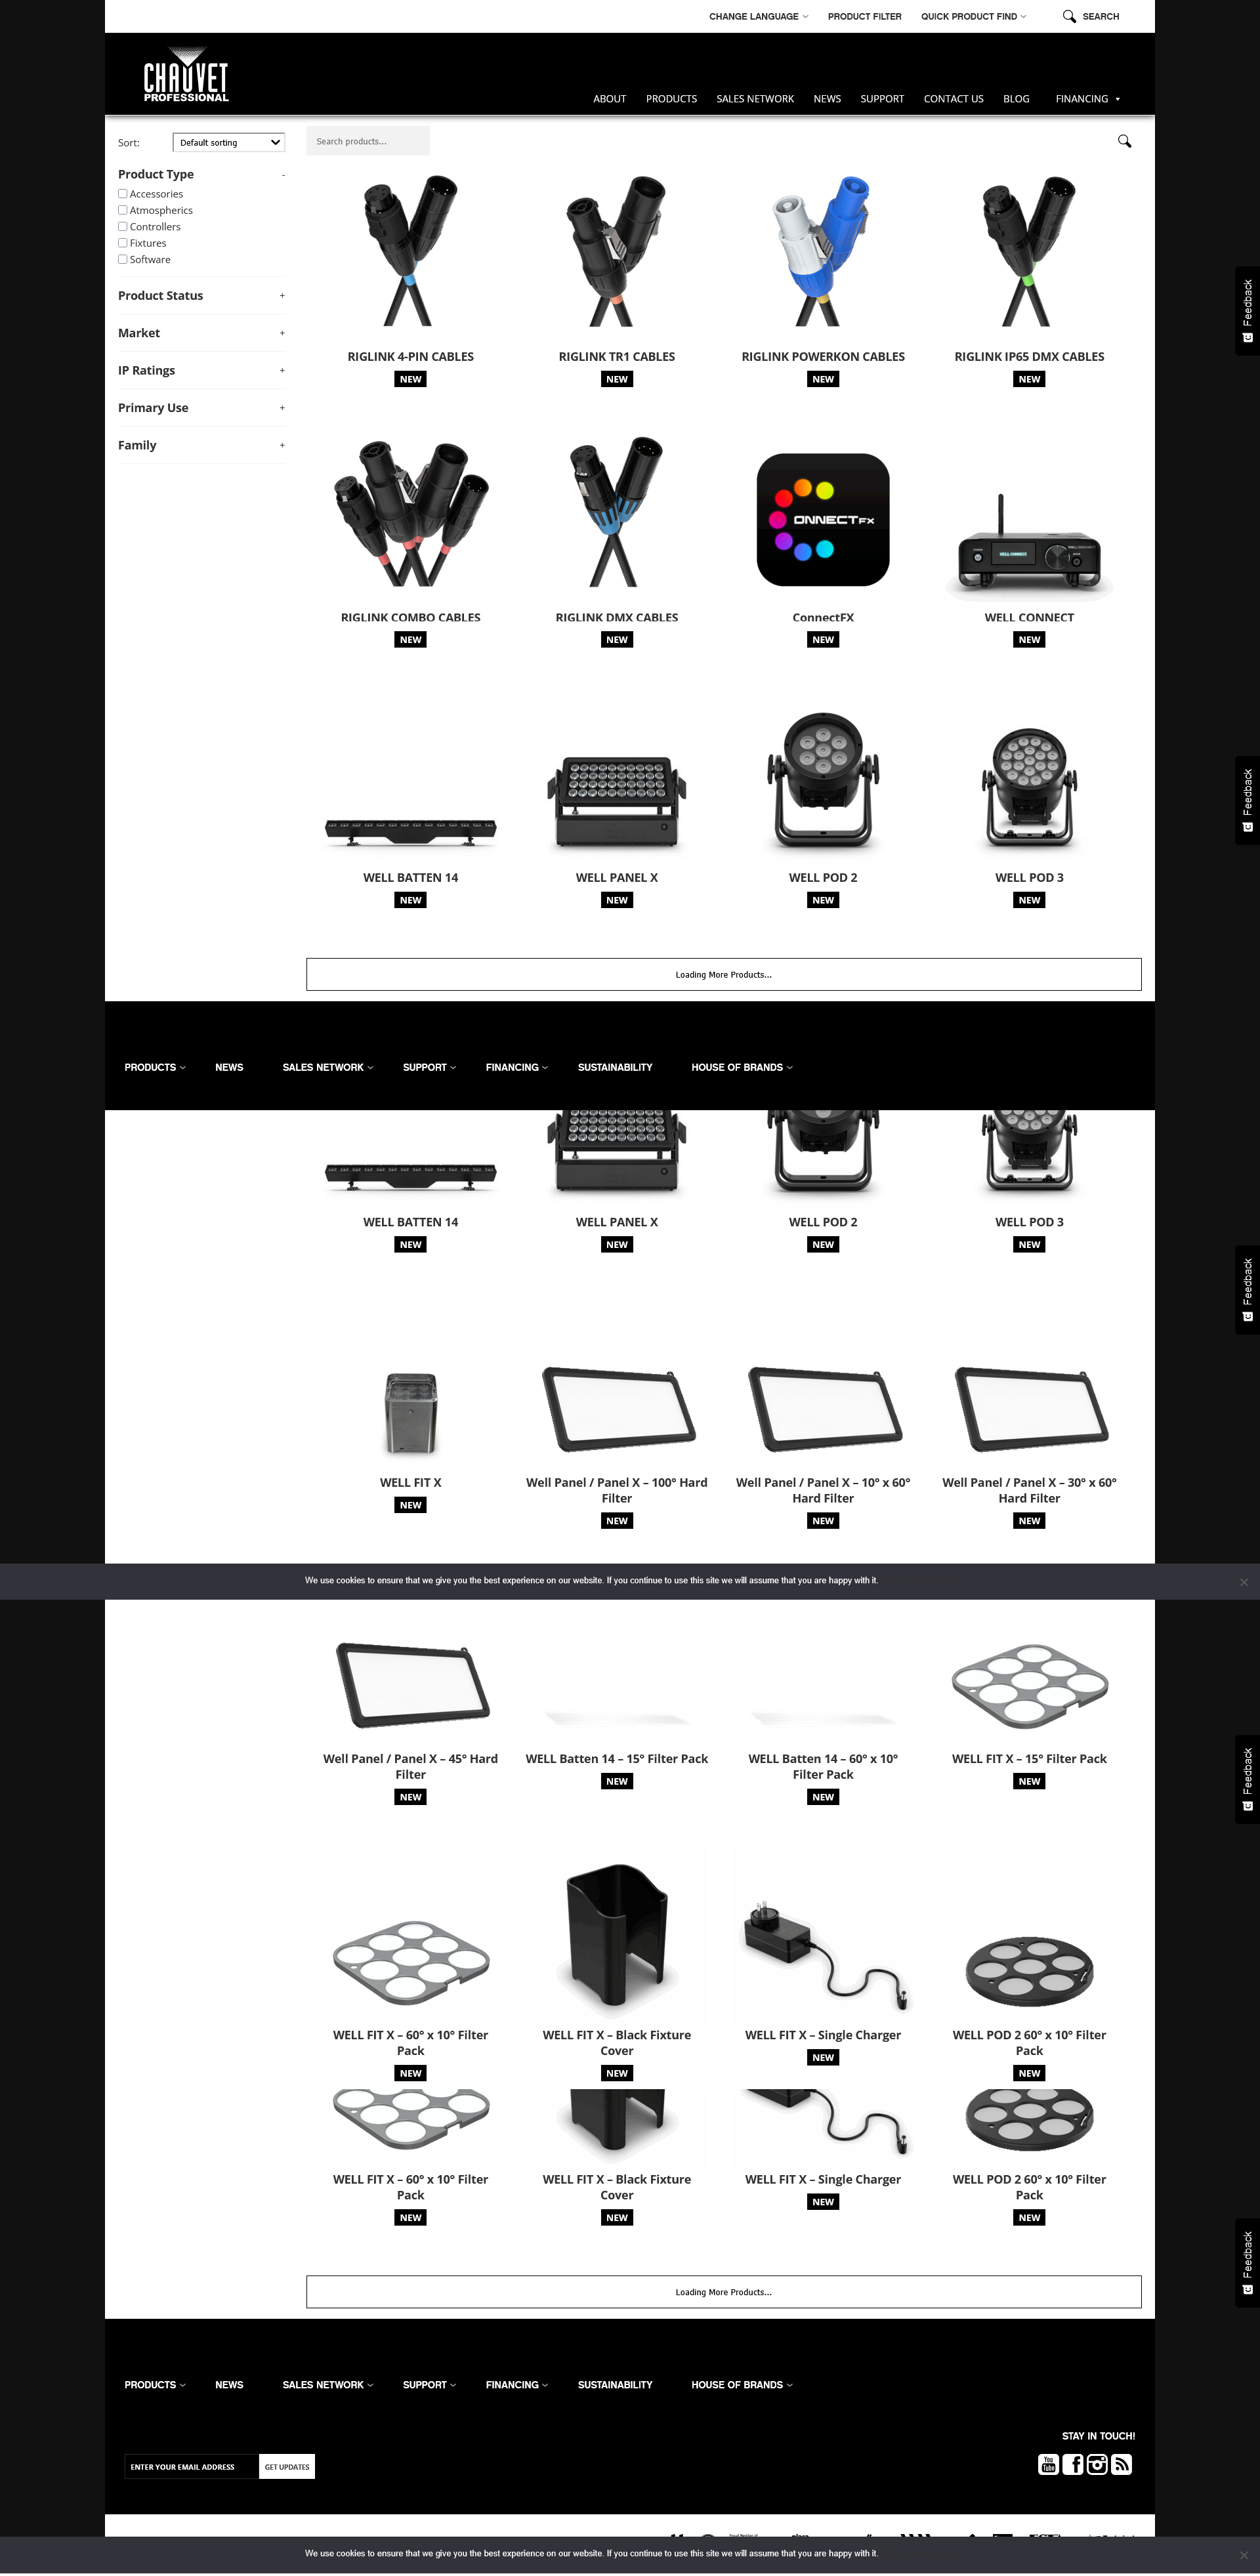 CHANGE LANGUAGE PRODUCT FILTER QUICK PRODUCT FIND SEARCH
CHAUVET
PROFESSIONAL
ABOUT PRODUCTS SALES NETWORK NEWS SUPPORT CONTACT US BLOG FINANCING
Sort: Default sorting
Search products...
Product Type -
Accessories
Atmospherics
Controllers
Fixtures
Software
Product Status +
Market +
IP Ratings +
Primary Use +
Family +
Feedback
RIGLINK 4-PIN CABLES RIGLINK TR1 CABLES RIGLINK POWERKON CABLES RIGLINK IP65 DMX CABLES
NEW NEW NEW NEW
ONNECTFX
WELL CONNECT
RIGLINK COMBO CABLES RIGLINK DMX CABLES ConnectFX WELL CONNECT
NEW NEW NEW NEW
Feedback
WELL BATTEN 14 WELL PANEL X WELL POD 2 WELL POD 3
NEW NEW NEW NEW
Loading More Products...
PRODUCTS NEWS SALES NETWORK SUPPORT FINANCING SUSTAINABILITY HOUSE OF BRANDS
WELL BATTEN 14 WELL PANEL X WELL POD 2 WELL POD 3
NEW NEW NEW NEW
Feedback
WELL FIT X Well Panel / Panel X – 100° Hard Well Panel / Panel X – 10° x 60° Well Panel / Panel X – 30° x 60°
Filter Hard Filter Hard Filter
NEW NEW NEW NEW
We use cookies to ensure that we give you the best experience on our website. If you continue to use this site we will assume that you are happy with it.
Well Panel / Panel X – 45° Hard WELL Batten 14 – 15° Filter Pack WELL Batten 14 – 60° x 10° WELL FIT X – 15° Filter Pack
Filter Filter Pack
NEW NEW NEW NEW
Feedback
WELL FIT X – 60° x 10° Filter WELL FIT X – Black Fixture WELL FIT X – Single Charger WELL POD 2 60° x 10° Filter
Pack Cover Pack
NEW NEW NEW NEW
WELL FIT X – 60° x 10° Filter WELL FIT X – Black Fixture WELL FIT X – Single Charger WELL POD 2 60° x 10° Filter
Pack Cover Pack
NEW NEW NEW NEW
Feedback
Loading More Products...
PRODUCTS NEWS SALES NETWORK SUPPORT FINANCING SUSTAINABILITY HOUSE OF BRANDS
STAY IN TOUCH!
ENTER YOUR EMAIL ADDRESS GET UPDATES
You Tube
We use cookies to ensure that we give you the best experience on our website. If you continue to use this site we will assume that you are happy with it.